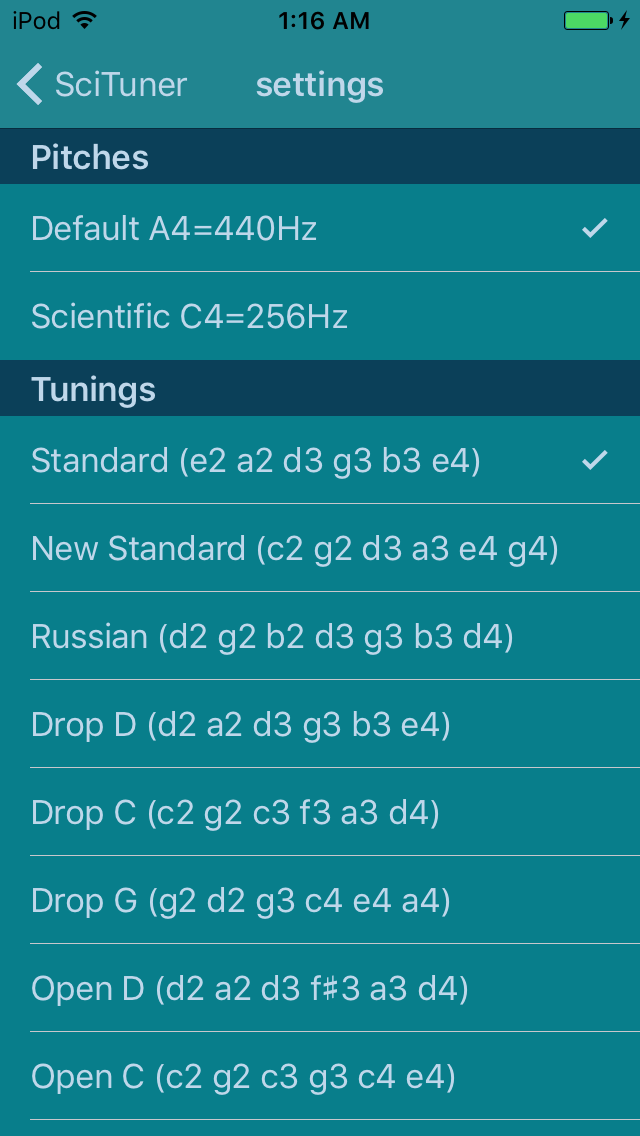 iPod 1:16 AM
SciTuner settings
Pitches
Default A4=440Hz
Scientific C4=256Hz
Tunings
Standard (e2 a2 d3 g3 b3 e4)
New Standard (c2 g2 d3 a3 e4 g4)
Russian (d2 g2 b2 d3 g3 b3 d4)
Drop D (d2 a2 d3 g3 b3 e4)
Drop C (c2 g2 c3 f3 a3 d4)
Drop G (g2 d2 g3 c4 e4 a4)
Open D (d2 a2 d3 f♯3 a3 d4)
Open C (c2 g2 c3 g3 c4 e4)